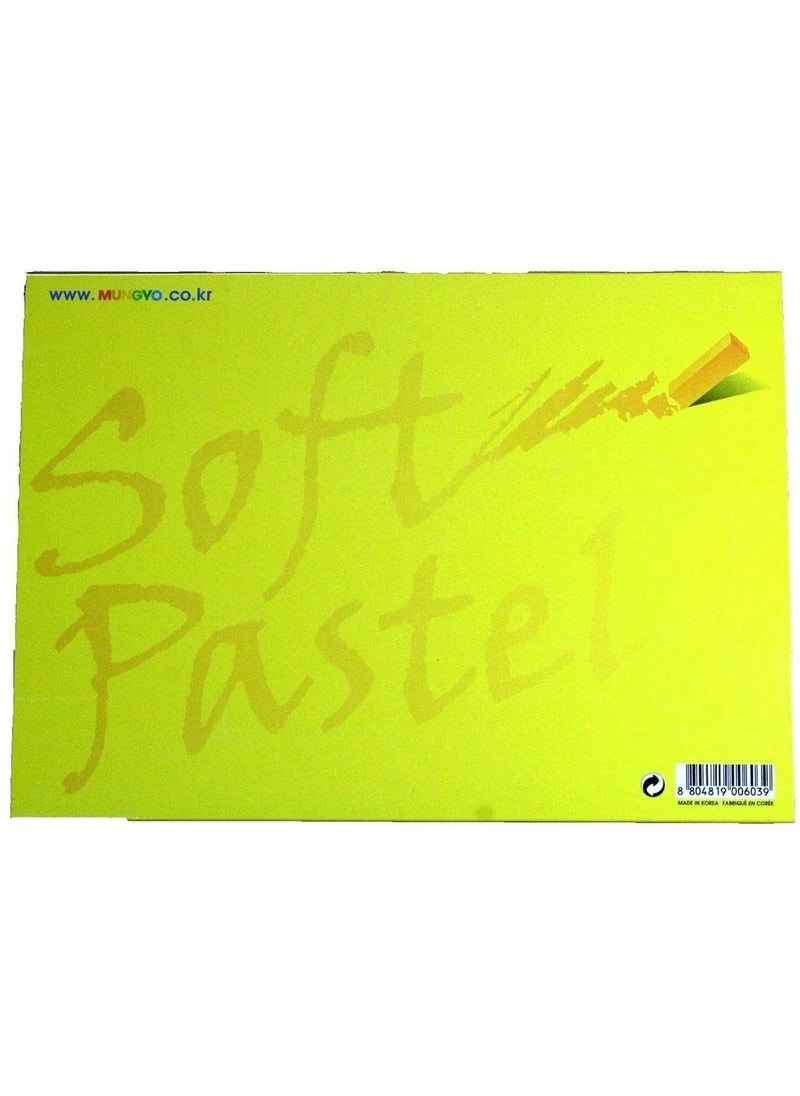 www.MUNGYO.co.kr
Soft
Pastel
8 804819 006039
MADE IN KOREA FABRIQUÉ EN CORÉE